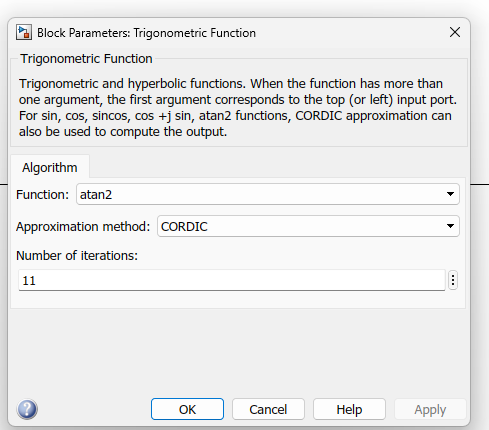 Block Parameters: Trigonometric Function
Trigonometric Function
Trigonometric and hyperbolic functions. When the function has more than
one argument, the first argument corresponds to the top (or left) input port.
For sin, cos, sincos, cos +j sin, atan2 functions, CORDIC approximation can
also be used to compute the output.
Algorithm
Function: atan2
Approximation method: CORDIC
Number of iterations:
11
OK Cancel Help Apply